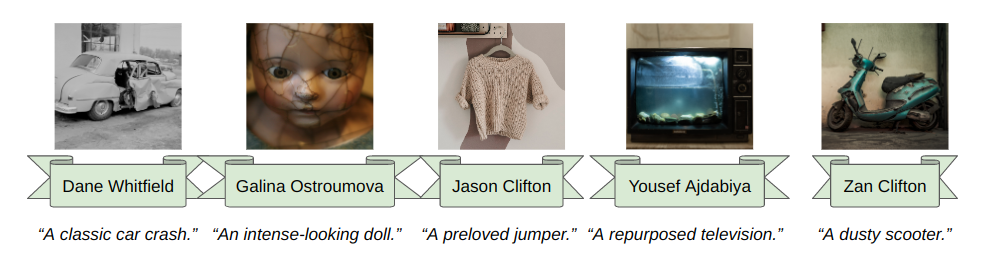 Dane Whitfield
Galina Ostroumova
Jason Clifton
Yousef Ajdabiya
Zan Clifton
“A classic car crash.”
“An intense-looking doll.”
“A preloved jumper.”
“A repurposed television.”
“A dusty scooter.”